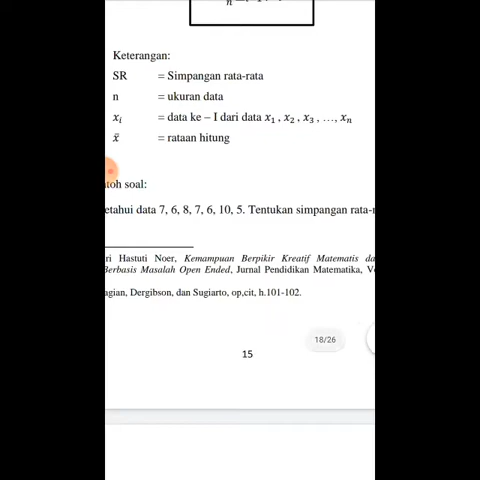 Keterangan:
SR = Simpangan rata-rata
n = ukuran data
xᵢ = data ke – I dari data x₁ , x₂ , x₃ , …, xₙ
x̄ = rataan hitung
toh soal:
etahui data 7, 6, 8, 7, 6, 10, 5. Tentukan simpangan rata-
ri Hastuti Noer, Kemampuan Berpikir Kreatif Matematis da
Berbasis Masalah Open Ended, Jurnal Pendidikan Matematika, V
agian, Dergibson, dan Sugiarto, op,cit, h.101-102.
18/26
15